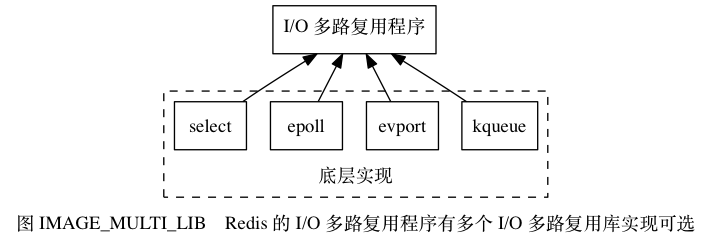 I/O 多路复用程序
select
epoll
evport
kqueue
底层实现
图 IMAGE_MULTI_LIB Redis 的 I/O 多路复用程序有多个 I/O 多路复用库实现可选